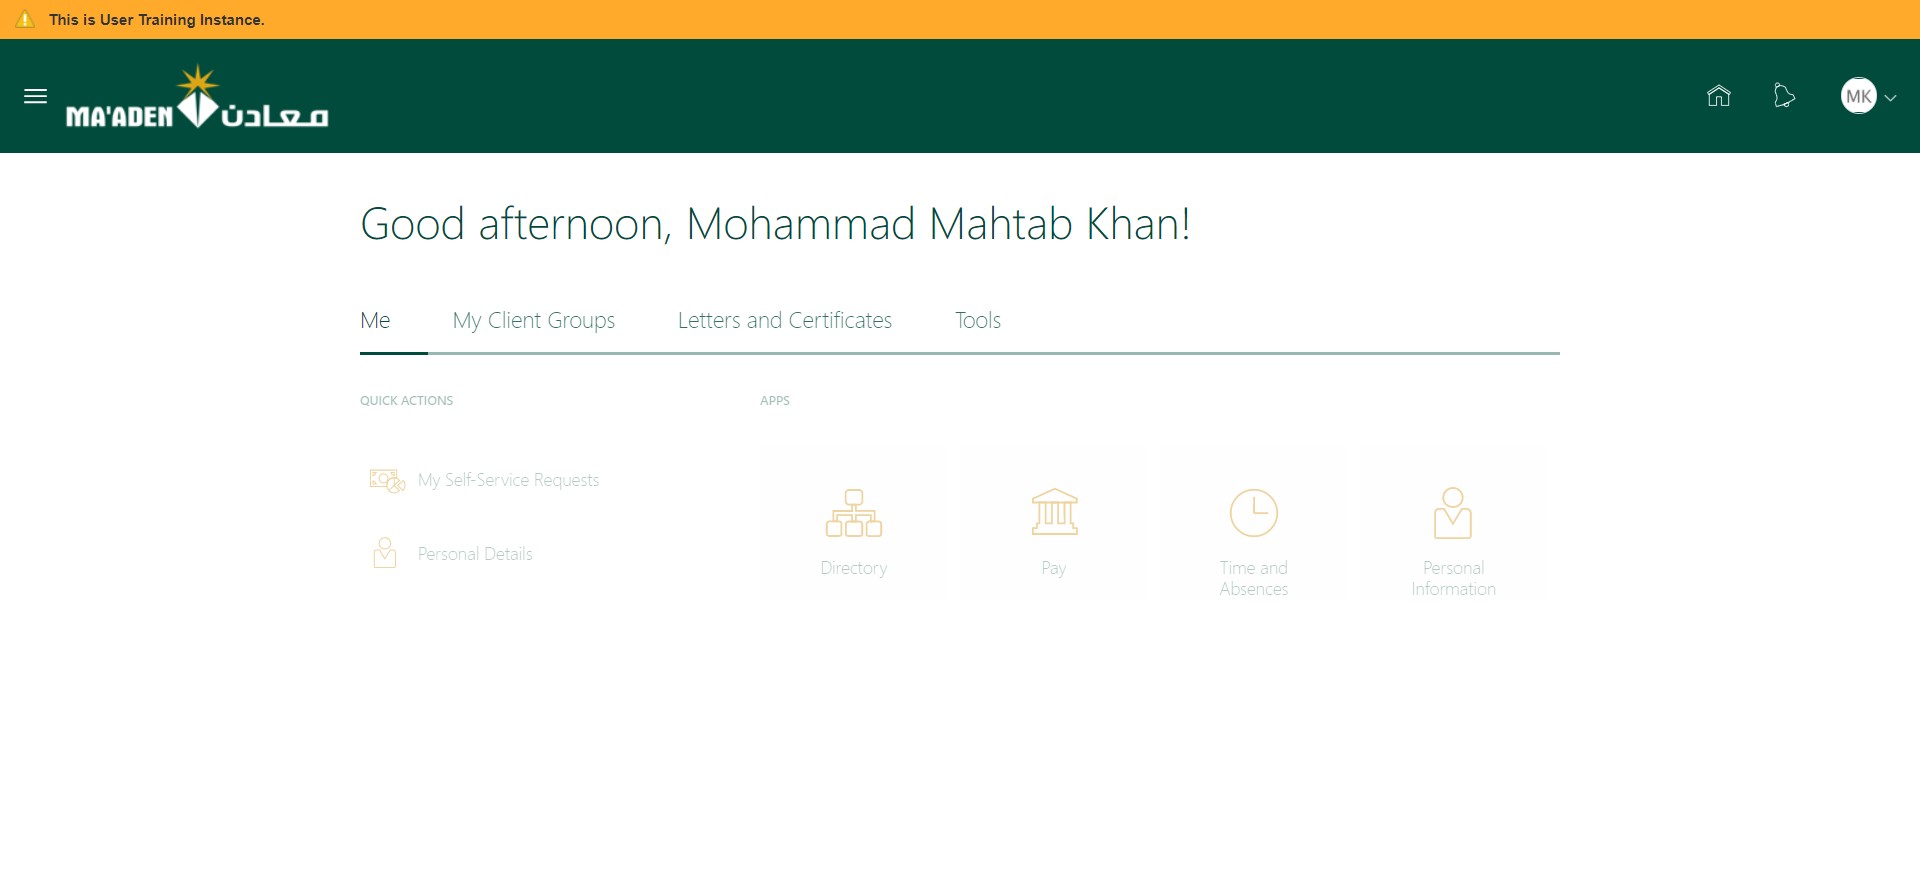 This is User Training Instance.
MA'ADEN معادن
MK
Good afternoon, Mohammad Mahtab Khan!
Me
My Client Groups
Letters and Certificates
Tools
QUICK ACTIONS
APPS
My Self-Service Requests
Personal Details
Directory
Pay
Time and
Absences
Personal
Information